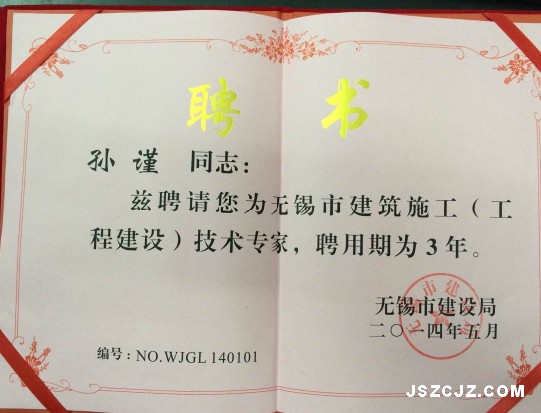 聘书
孙谨 同志：
兹聘请您为无锡市建筑施工（工
程建设）技术专家，聘用期为3年。
无锡市建设局
二〇一四年五月
编号：NO.WJGL 140101
JSZCJZ.COM